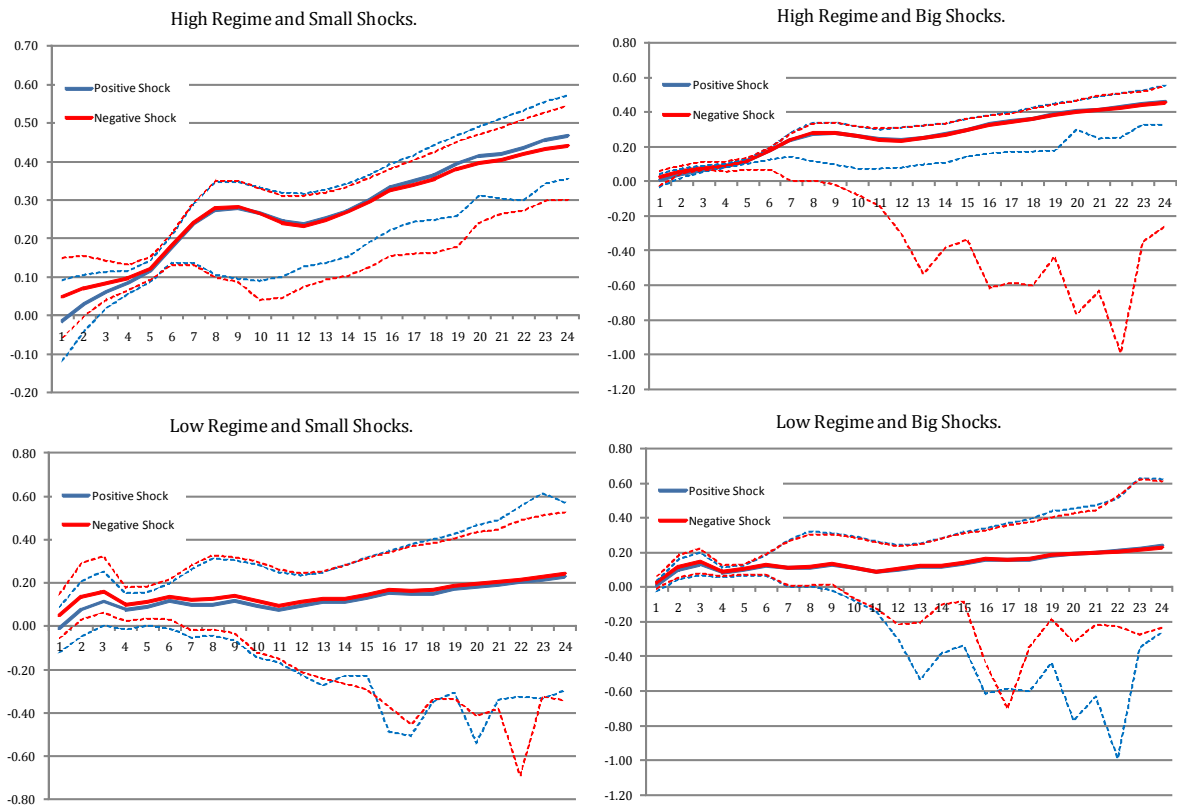 High Regime and Small Shocks.
0.70
0.60
0.50
0.40
0.30
0.20
0.10
0.00
-0.10
-0.20
Positive Shock
Negative Shock
1 2 3 4 5 6 7 8 9 10 11 12 13 14 15 16 17 18 19 20 21 22 23 24
High Regime and Big Shocks.
0.80
0.60
0.40
0.20
0.00
-0.20
-0.40
-0.60
-0.80
-1.00
-1.20
Positive Shock
Negative Shock
1 2 3 4 5 6 7 8 9 10 11 12 13 14 15 16 17 18 19 20 21 22 23 24
Low Regime and Small Shocks.
0.80
0.60
0.40
0.20
0.00
-0.20
-0.40
-0.60
-0.80
Positive Shock
Negative Shock
1 2 3 4 5 6 7 8 9 10 11 12 13 14 15 16 17 18 19 20 21 22 23 24
Low Regime and Big Shocks.
0.80
0.60
0.40
0.20
0.00
-0.20
-0.40
-0.60
-0.80
-1.00
-1.20
Positive Shock
Negative Shock
1 2 3 4 5 6 7 8 9 10 11 12 13 14 15 16 17 18 19 20 21 22 23 24